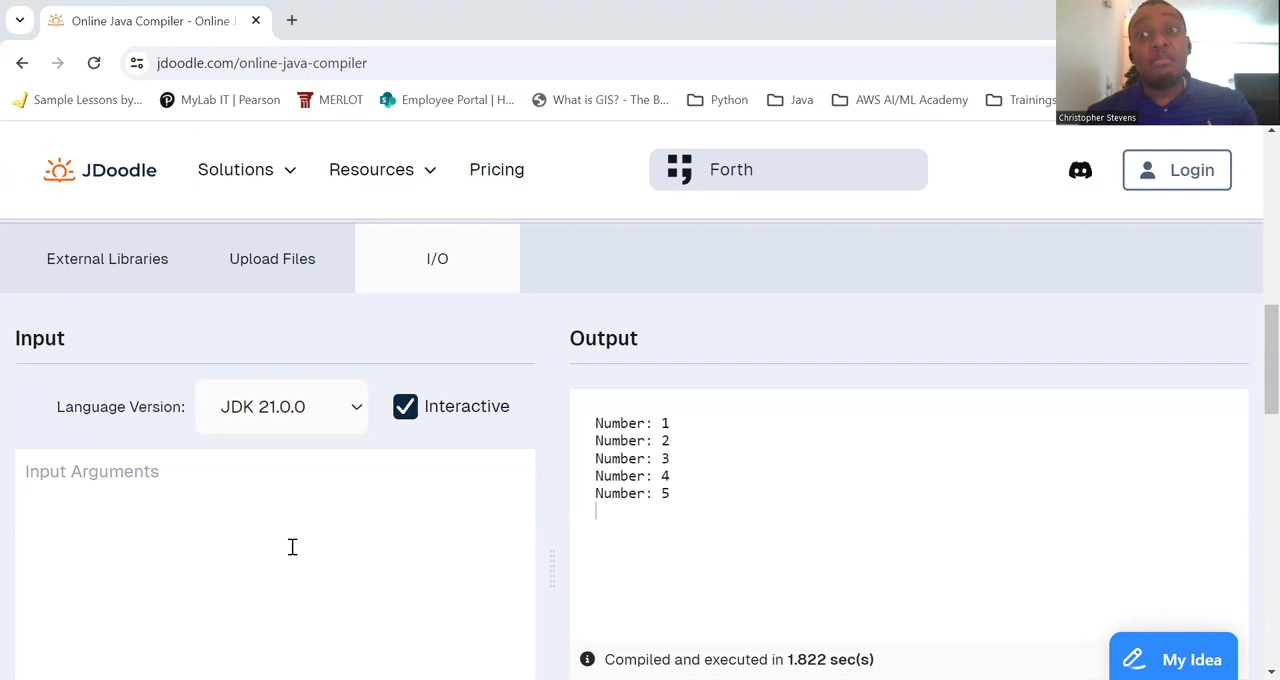 Online Java Compiler - Online J
jdoodle.com/online-java-compiler
Sample Lessons by... MyLab IT | Pearson MERLOT Employee Portal | H... What is GIS? - The B... Python Java AWS AI/ML Academy Trainings
Christopher Stevens
JDoodle Solutions Resources Pricing Forth Login
External Libraries Upload Files I/O
Input Output
Language Version: JDK 21.0.0 Interactive
Input Arguments
Number: 1
Number: 2
Number: 3
Number: 4
Number: 5
Compiled and executed in 1.822 sec(s)
My Idea